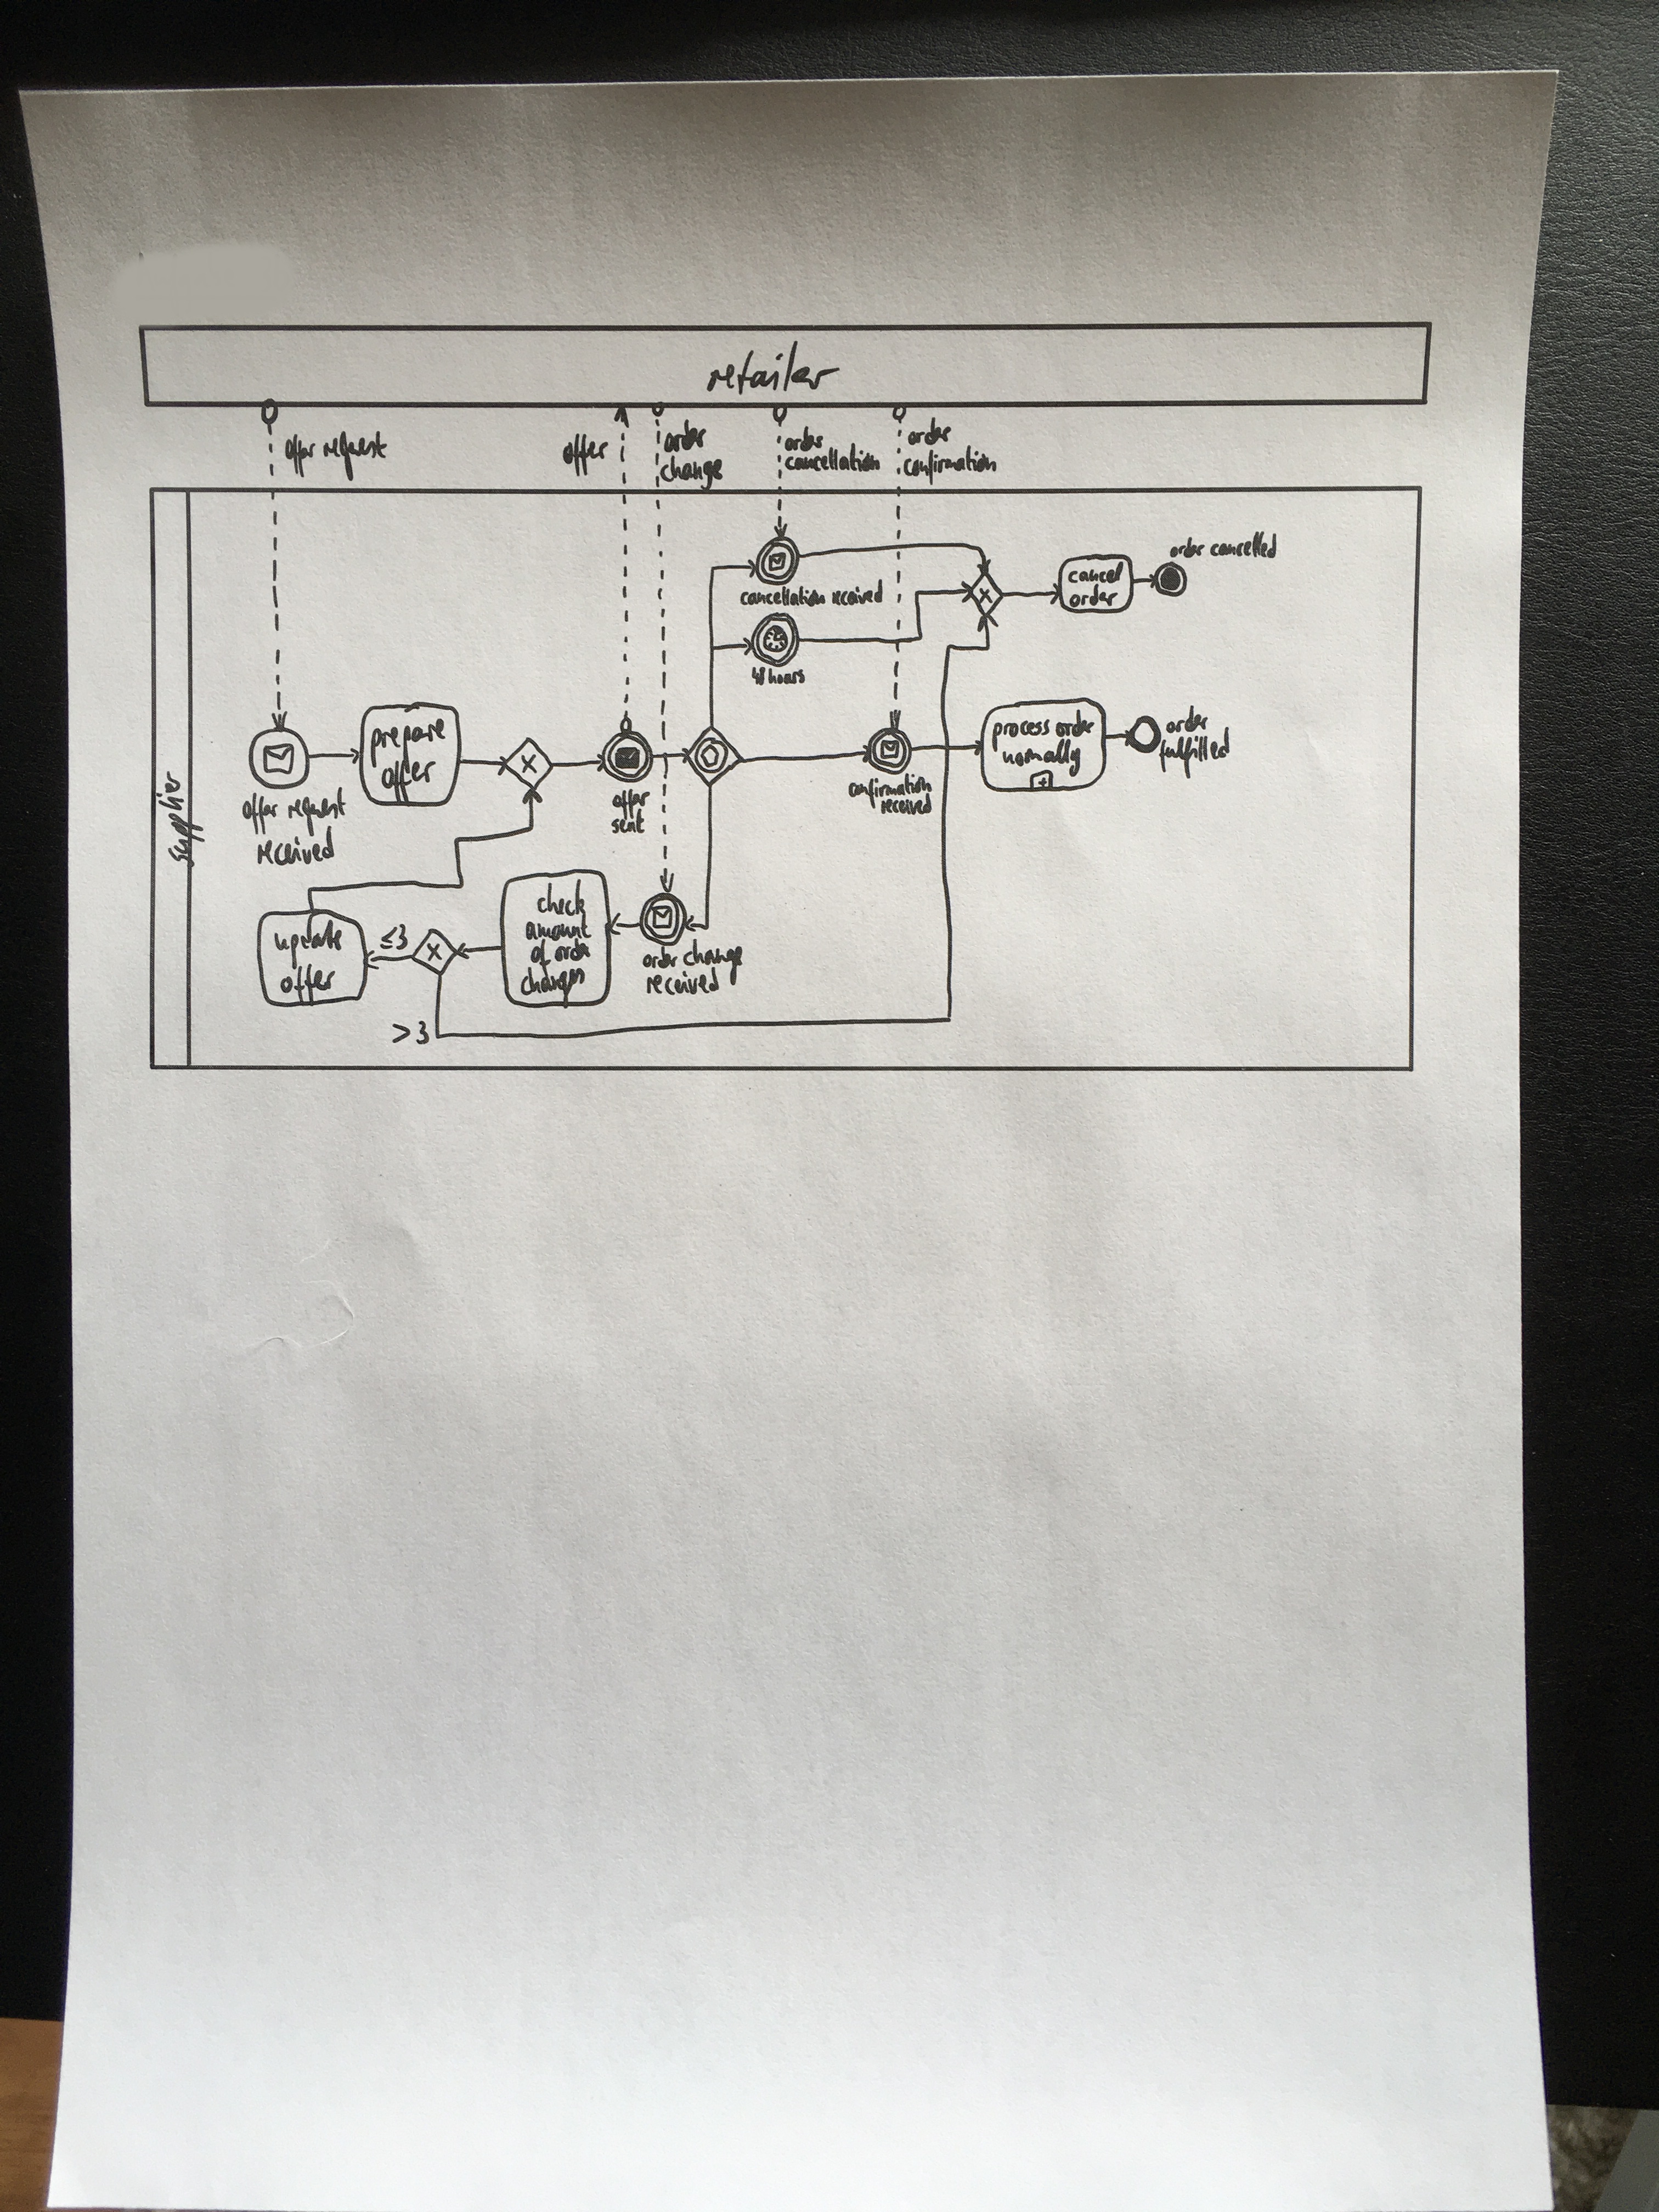 retailer
offer request
offer
order
change
order
cancellation
order
confirmation
supplier
order cancelled
cancel
order
cancellation received
48 hours
prepare
offer
offer request
received
offer
sent
confirmation
received
process order
normally
order
fulfilled
update
offer
≤3
>3
check
amount
of order
changes
order change
received